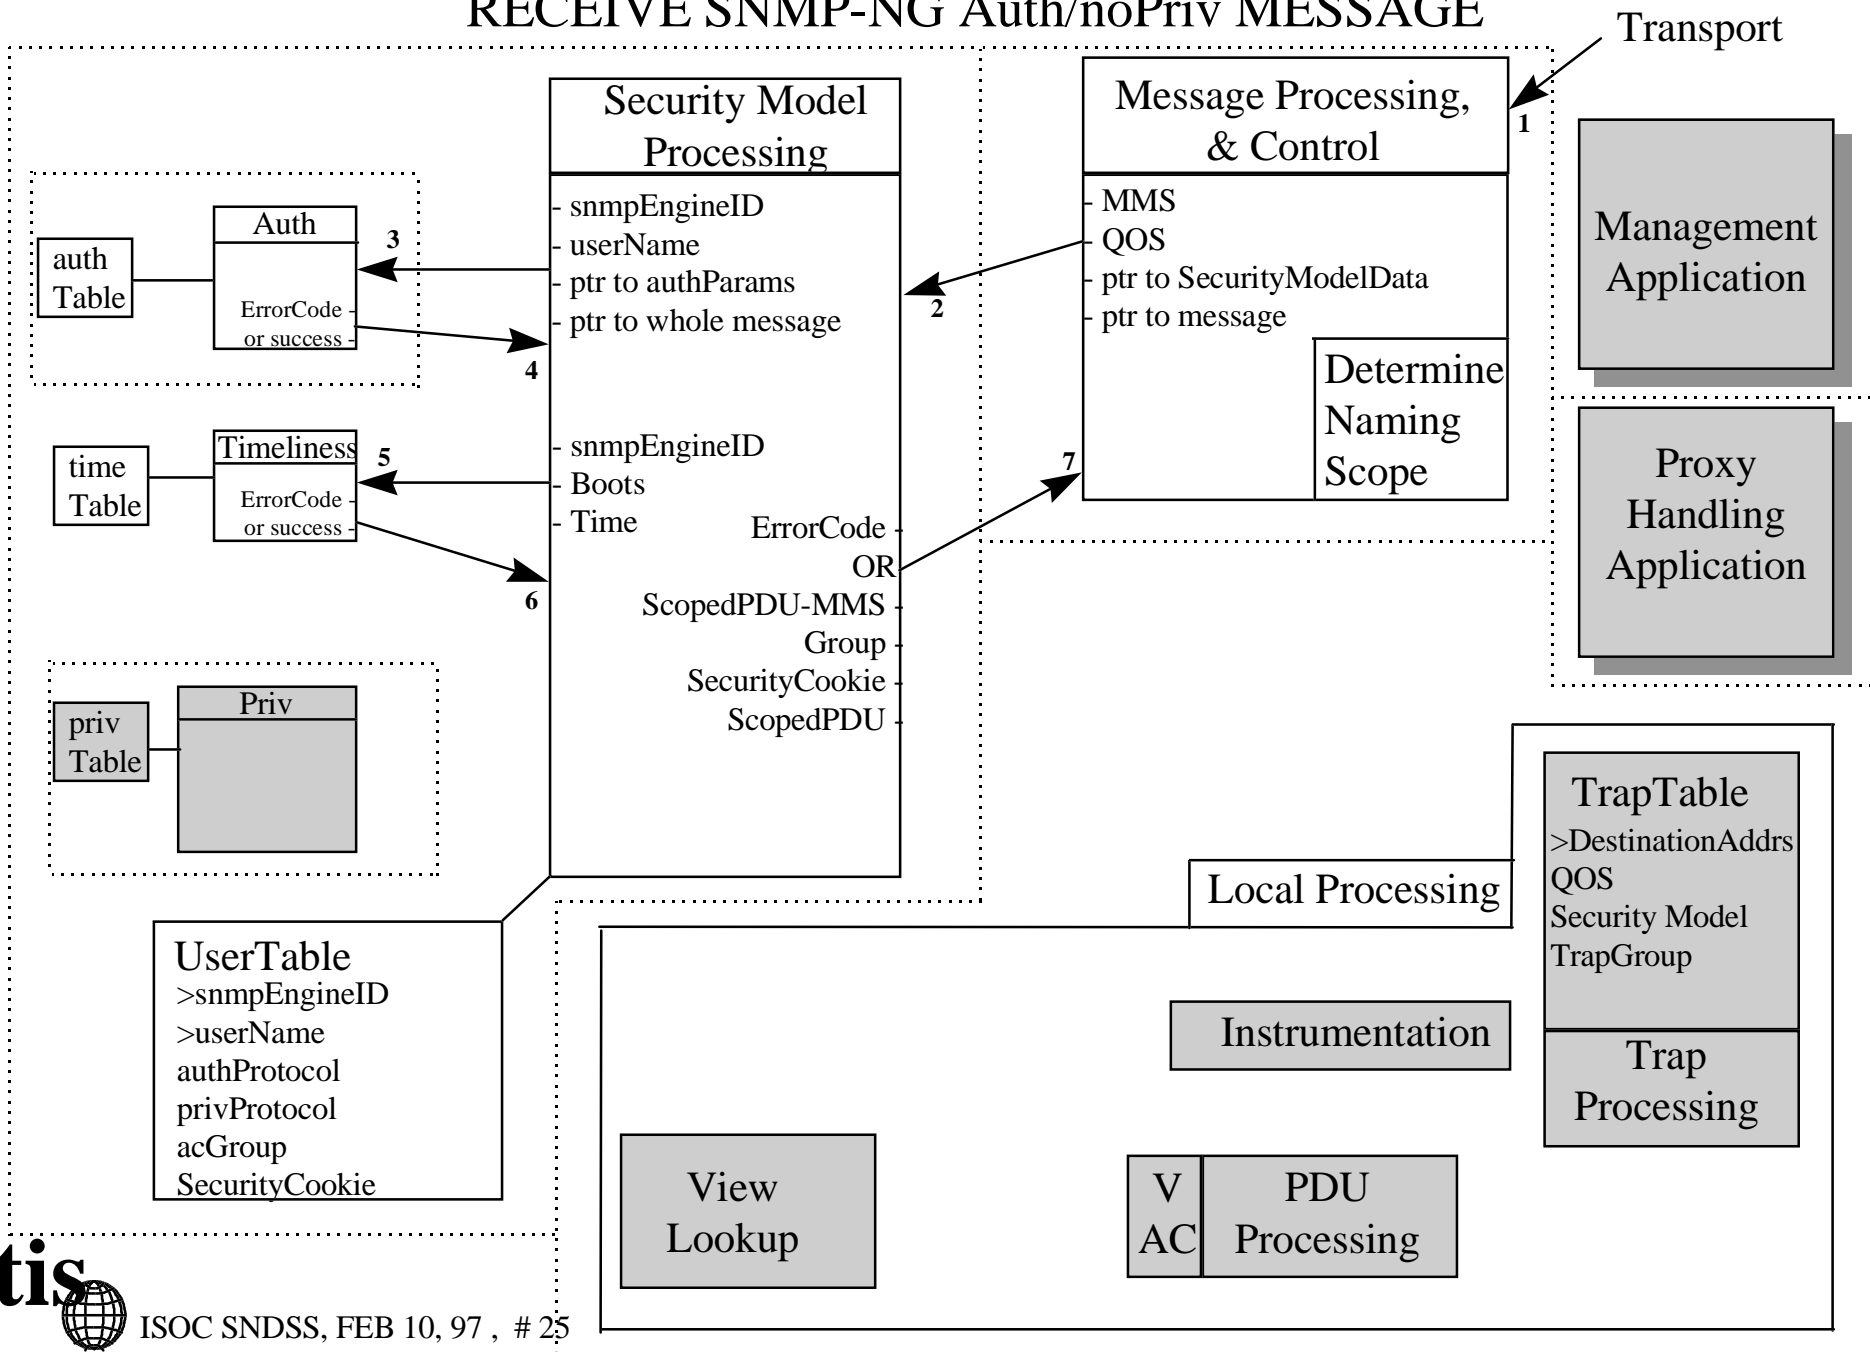 RECEIVE SNMP-NG Auth/noPriv MESSAGE
Transport
1
Security Model
Processing
- snmpEngineID
- userName
- ptr to authParams
- ptr to whole message
- snmpEngineID
- Boots
- Time
ErrorCode -
OR
ScopedPDU-MMS -
Group -
SecurityCookie -
ScopedPDU -
Message Processing,
& Control
- MMS
- QOS
- ptr to SecurityModelData
- ptr to message
Determine
Naming
Scope
2
7
Management
Application
Proxy
Handling
Application
auth
Table
Auth
ErrorCode -
or success -
3
4
time
Table
Timeliness
ErrorCode -
or success -
5
6
priv
Table
Priv
UserTable
>snmpEngineID
>userName
authProtocol
privProtocol
acGroup
SecurityCookie
Local Processing
TrapTable
>DestinationAddrs
QOS
Security Model
TrapGroup
Trap
Processing
Instrumentation
View
Lookup
V
AC
PDU
Processing
tis
ISOC SNDSS, FEB 10, 97 , # 25